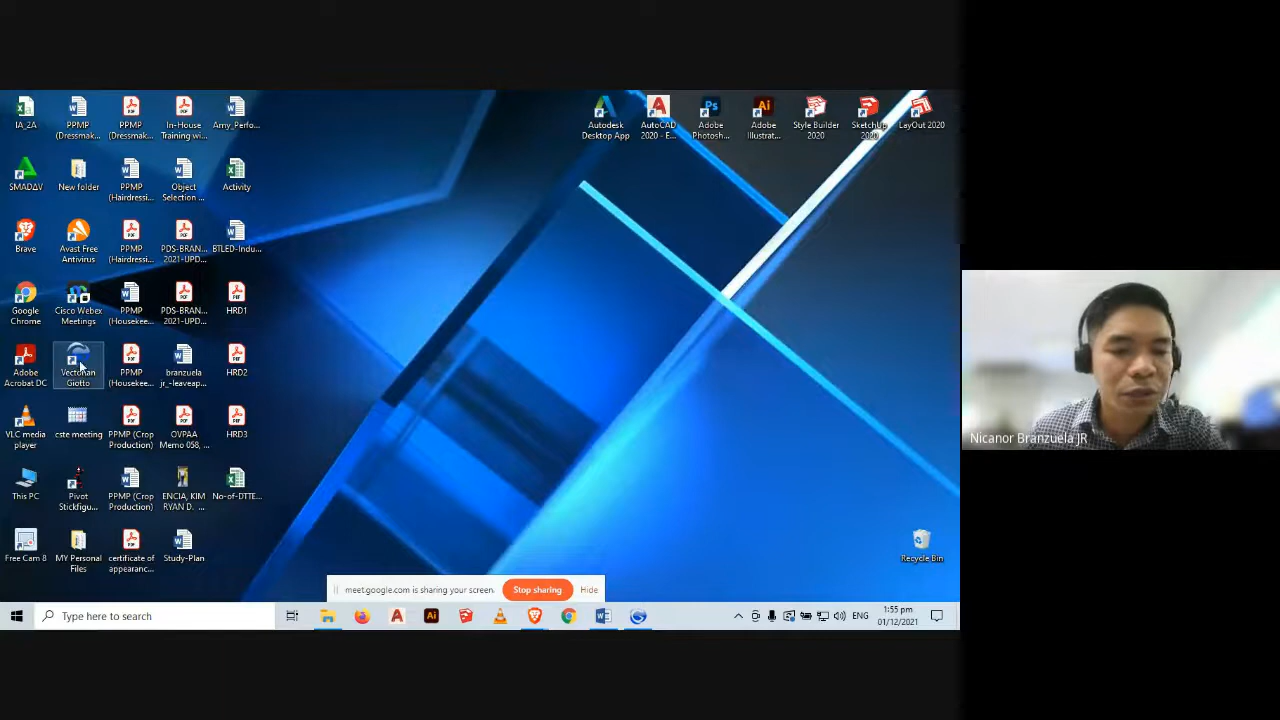 IA_2A
PPMP
(Dressmak...
PPMP
(Dressmak...
In-House
Training wi...
Amy_Perfo...
SMADΔV
New folder
PPMP
(Hairdressi...
Object
Selection ...
Activity
Brave
Avast Free
Antivirus
PPMP
(Hairdressi...
PDS-BRAN...
2021-UPD...
BTLED-Indu...
Google
Chrome
Cisco Webex
Meetings
PPMP
(Housekee...
PDS-BRAN...
2021-UPD...
HRD1
Adobe
Acrobat DC
Vectorian
Giotto
PPMP
(Housekee...
branzuela
jr_-leaveap...
HRD2
VLC media
player
cste meeting
PPMP (Crop
Production)
OVPAA
Memo 058, ...
HRD3
This PC
Pivot
Stickfigu...
PPMP (Crop
Production)
ENCIA, KIM
RYAN D. ...
No-of-DTTE...
Free Cam 8
MY Personal
Files
certificate of
appearanc...
Study-Plan
Autodesk
Desktop App
AutoCAD
2020 - E...
Adobe
Photosh...
Adobe
Illustrat...
Style Builder
2020
SketchUp
2020
LayOut 2020
Recycle Bin
Nicanor Branzuela JR
meet.google.com is sharing your screen.
Stop sharing
Hide
Type here to search
ENG
1:55 pm
01/12/2021